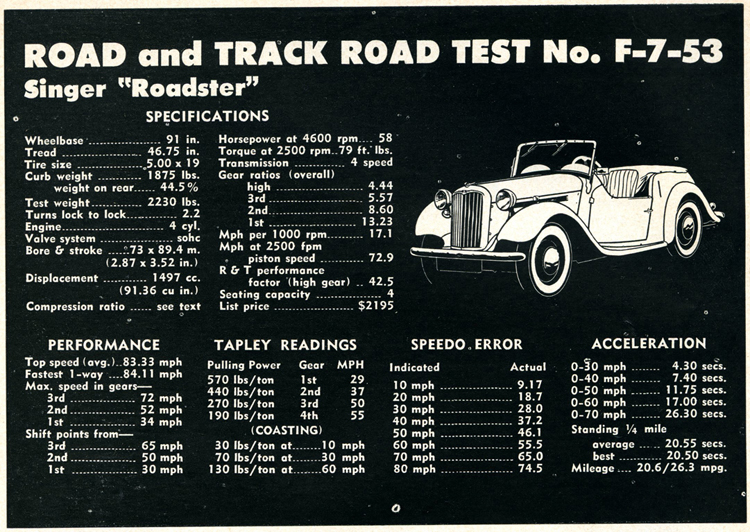 ROAD and TRACK ROAD TEST No. F-7-53
Singer "Roadster"
SPECIFICATIONS
Wheelbase .................. 91 in.
Tread ........................ 46.75 in.
Tire size .................... 5.00 x 19
Curb weight .............. 1875 lbs.
weight on rear ..... 44.5%
Test weight .............. 2230 lbs.
Turns lock to lock ............ 2.2
Engine ........................ 4 cyl.
Valve system .............. sohc
Bore & stroke .... 73 x 89.4 m.
(2.87 x 3.52 in.)
Displacement ........... 1497 cc.
(91.36 cu in.)
Compression ratio ..... see text
Horsepower at 4600 rpm.... 58
Torque at 2500 rpm..79 ft. lbs.
Transmission ............. 4 speed
Gear ratios (overall)
high ...................... 4.44
3rd ....................... 5.57
2nd ....................... 8.60
1st ....................... 13.23
Mph per 1000 rpm ........ 17.1
Mph at 2500 fpm
piston speed .......... 72.9
R & T performance
factor (high gear) .. 42.5
Seating capacity ............. 4
List price ................... $2195
PERFORMANCE
Top speed (avg.)..83.33 mph
Fastest 1-way ....84.11 mph
Max. speed in gears—
3rd ................ 72 mph
2nd ................ 52 mph
1st ................ 34 mph
Shift points from—
3rd ................ 65 mph
2nd ................ 50 mph
1st ................ 30 mph
TAPLEY READINGS
Pulling Power Gear MPH
570 lbs/ton 1st 29
440 lbs/ton 2nd 37
270 lbs/ton 3rd 50
190 lbs/ton 4th 55
(COASTING)
30 lbs/ton at ...... 10 mph
70 lbs/ton at ...... 30 mph
130 lbs/ton at ...... 60 mph
SPEEDO ERROR
Indicated Actual
10 mph .................. 9.17
20 mph .................. 18.7
30 mph .................. 28.0
40 mph .................. 37.2
50 mph .................. 46.1
60 mph .................. 55.5
70 mph .................. 65.0
80 mph .................. 74.5
ACCELERATION
0-30 mph ........ 4.30 secs.
0-40 mph ........ 7.40 secs.
0-50 mph ........ 11.75 secs.
0-60 mph ........ 17.00 secs.
0-70 mph ........ 26.30 secs.
Standing ¼ mile
average ..... 20.55 secs.
best .......... 20.50 secs.
Mileage .... 20.6/26.3 mpg.